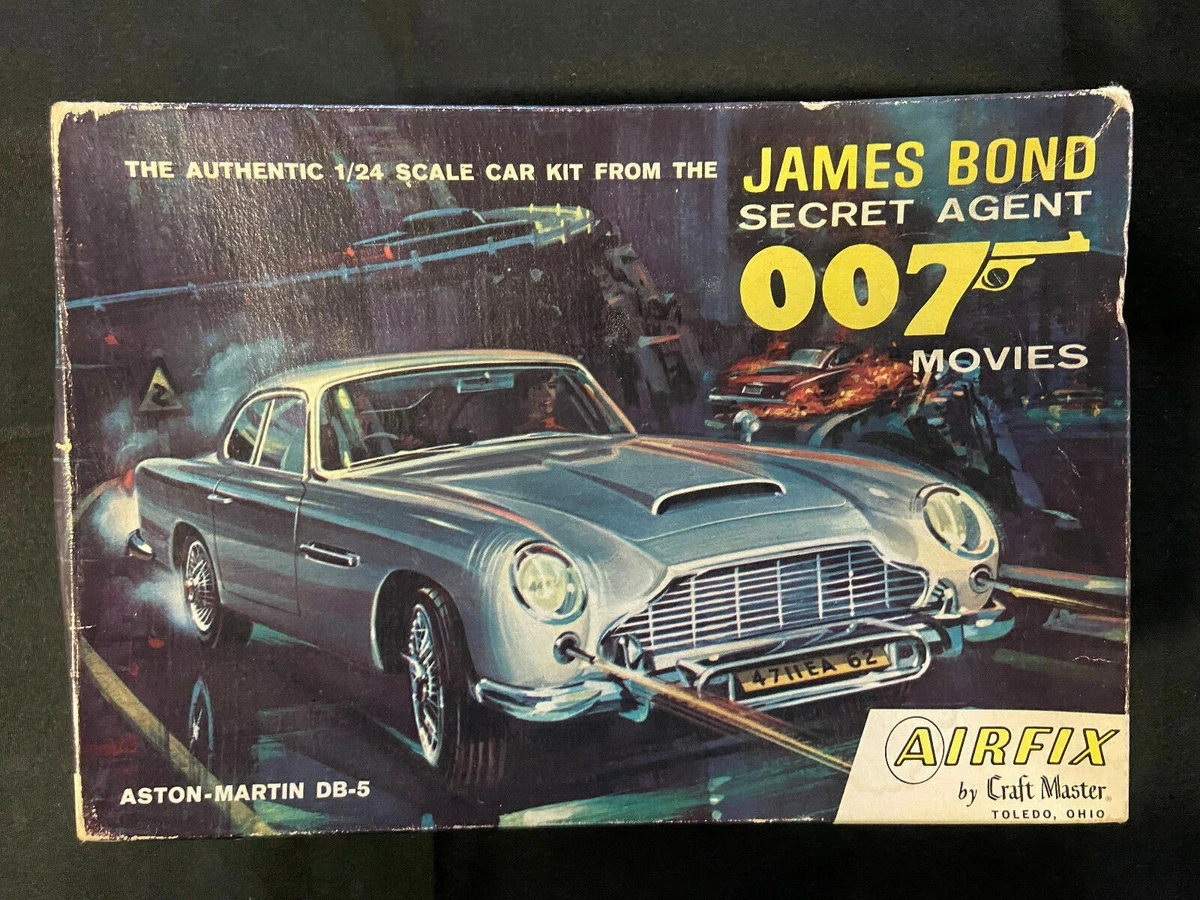 THE AUTHENTIC 1/24 SCALE CAR KIT FROM THE
JAMES BOND
SECRET AGENT
007
MOVIES
4711EA 62
ASTON-MARTIN DB-5
AIRFIX
by Craft Master
TOLEDO, OHIO